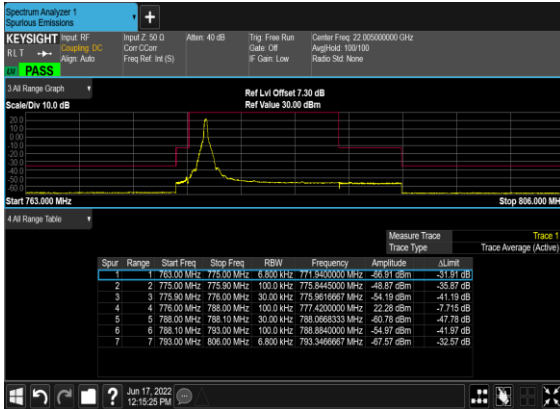 Spectrum Analyzer 1
Spurious Emissions
+
KEYSIGHT Input: RF Input Z: 50 Ω Atten: 40 dB Trig: Free Run Center Freq: 22.005000000 GHz
RLT Coupling: DC Corr CCorr Gate: Off Avg|Hold: 100/100
Align: Auto Freq Ref: Int (S) IF Gain: Low Radio Std: None
PASS
3 All Range Graph
Scale/Div 10.0 dB Ref Lvl Offset 7.30 dB
Ref Value 30.00 dBm
20.0
10.0
0.00
-10.0
-20.0
-30.0
-40.0
-50.0
-60.0
Start 763.000 MHz Stop 806.000 MH
4 All Range Table
Measure Trace Trace 1
Trace Type Trace Average (Active)
Spur Range Start Freq Stop Freq RBW Frequency Amplitude ΔLimit
1 1 763.00 MHz 775.00 MHz 6.800 kHz 771.9400000 MHz -66.91 dBm -31.91 dB
2 2 775.00 MHz 775.90 MHz 100.0 kHz 775.8445000 MHz -48.87 dBm -35.87 dB
3 3 775.90 MHz 776.00 MHz 30.00 kHz 775.9616667 MHz -54.19 dBm -41.19 dB
4 4 776.00 MHz 788.00 MHz 100.0 kHz 777.4200000 MHz 22.28 dBm -7.715 dB
5 5 788.00 MHz 788.10 MHz 30.00 kHz 788.0668333 MHz -60.78 dBm -47.78 dB
6 6 788.10 MHz 793.00 MHz 100.0 kHz 788.8840000 MHz -54.97 dBm -41.97 dB
7 7 793.00 MHz 806.00 MHz 6.800 kHz 793.3466667 MHz -67.57 dBm -32.57 dB
? Jun 17, 2022
12:15:25 PM